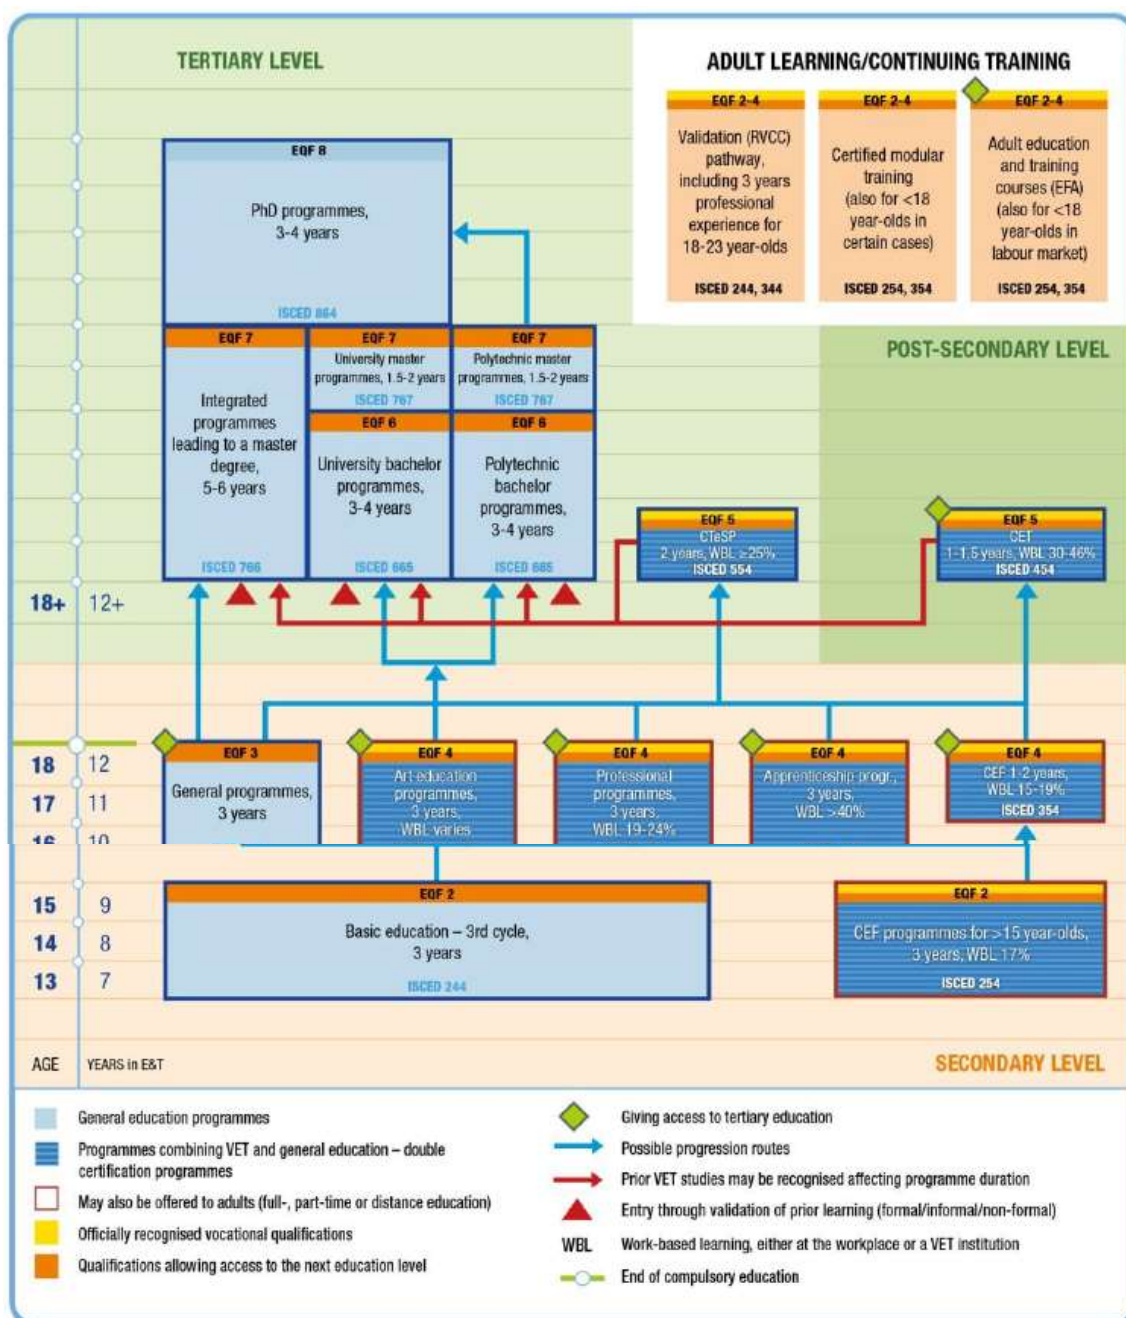 TERTIARY LEVEL
ADULT LEARNING/CONTINUING TRAINING
EQF 2-4
Validation (RVCC)
pathway,
including 3 years
professional
experience for
18-23 year-olds
ISCED 244, 344
EQF 2-4
Certified modular
training
(also for <18
year-olds in
certain cases)
ISCED 254, 354
EQF 2-4
Adult education
and training
courses (EFA)
(also for <18
year-olds in
labour market)
ISCED 254, 354
EQF 8
PhD programmes,
3-4 years
ISCED 864
POST-SECONDARY LEVEL
EQF 7
Integrated
programmes
leading to a master
degree,
5-6 years
ISCED 766
EQF 7
University master
programmes, 1.5-2 years
ISCED 767
EQF 7
Polytechnic master
programmes, 1.5-2 years
ISCED 767
EQF 6
University bachelor
programmes,
3-4 years
ISCED 665
EQF 6
Polytechnic
bachelor
programmes,
3-4 years
ISCED 665
EQF 5
CTeSP
2 years, WBL ≥25%
ISCED 554
EQF 5
CET
1-1.5 years, WBL 30-46%
ISCED 454
18+ 12+
18 12
17 11
16 10
EQF 3
General programmes,
3 years
EQF 4
Art education
programmes,
3 years,
WBL varies
EQF 4
Professional
programmes,
3 years,
WBL 19-24%
EQF 4
Apprenticeship progr.,
3 years,
WBL >40%
EQF 4
CEF 1-2 years,
WBL 15-19%
ISCED 354
15 9
14 8
13 7
EQF 2
Basic education – 3rd cycle,
3 years
ISCED 244
EQF 2
CEF programmes for >15 year-olds,
3 years, WBL 17%
ISCED 254
AGE YEARS in E&T
SECONDARY LEVEL
General education programmes
Programmes combining VET and general education – double
certification programmes
May also be offered to adults (full-, part-time or distance education)
Officially recognised vocational qualifications
Qualifications allowing access to the next education level
Giving access to tertiary education
Possible progression routes
Prior VET studies may be recognised affecting programme duration
Entry through validation of prior learning (formal/informal/non-formal)
WBL Work-based learning, either at the workplace or a VET institution
End of compulsory education